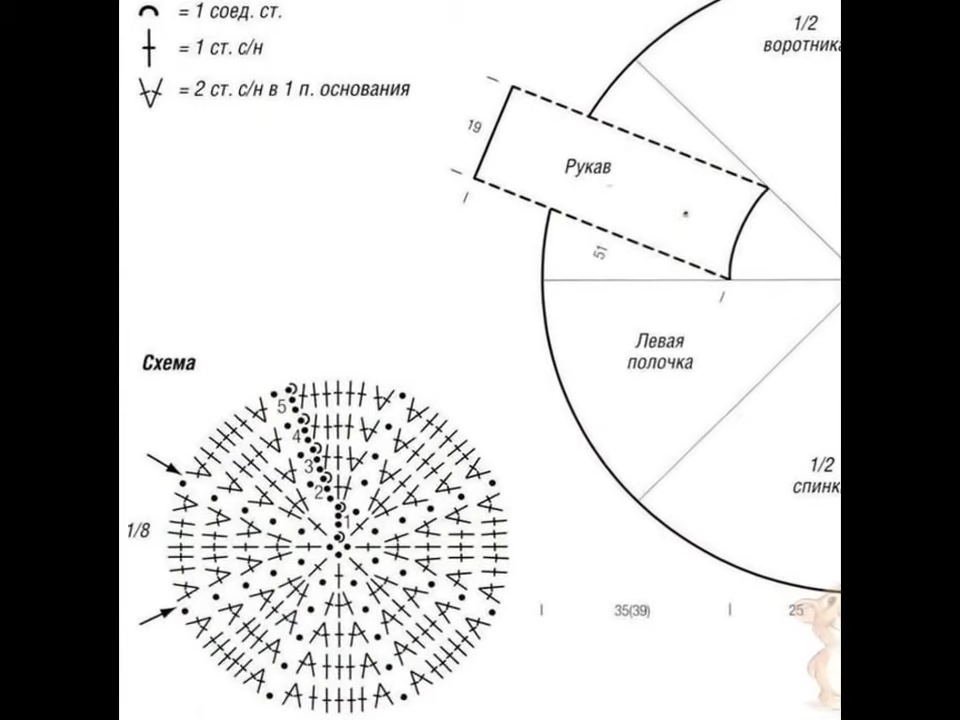 = 1 соед. ст.
= 1 ст. с/н
= 2 ст. с/н в 1 п. основания
1/2
воротника
19
Рукав
51
Левая
полочка
1/2
спинк
Схема
5
4
3
2
1
1/8
35(39)
25